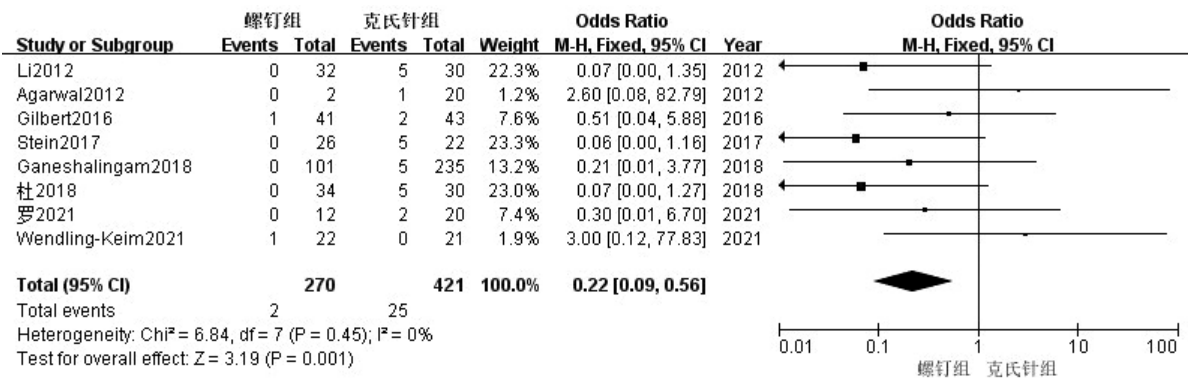 螺钉组 克氏针组 Odds Ratio Odds Ratio
Study or Subgroup Events Total Events Total Weight M-H, Fixed, 95% CI Year M-H, Fixed, 95% CI
Li2012 0 32 5 30 22.3% 0.07 [0.00, 1.35] 2012
Agarwal2012 0 2 1 20 1.2% 2.60 [0.08, 82.79] 2012
Gilbert2016 1 41 2 43 7.6% 0.51 [0.04, 5.88] 2016
Stein2017 0 26 5 22 23.3% 0.06 [0.00, 1.16] 2017
Ganeshalingam2018 0 101 5 235 13.2% 0.21 [0.01, 3.77] 2018
杜2018 0 34 5 30 23.0% 0.07 [0.00, 1.27] 2018
罗2021 0 12 2 20 7.4% 0.30 [0.01, 6.70] 2021
Wendling-Keim2021 1 22 0 21 1.9% 3.00 [0.12, 77.83] 2021
Total (95% CI) 270 421 100.0% 0.22 [0.09, 0.56]
Total events 2 25
Heterogeneity: Chi² = 6.84, df = 7 (P = 0.45); I² = 0%
Test for overall effect: Z = 3.19 (P = 0.001)
0.01 0.1 1 10 100
螺钉组 克氏针组